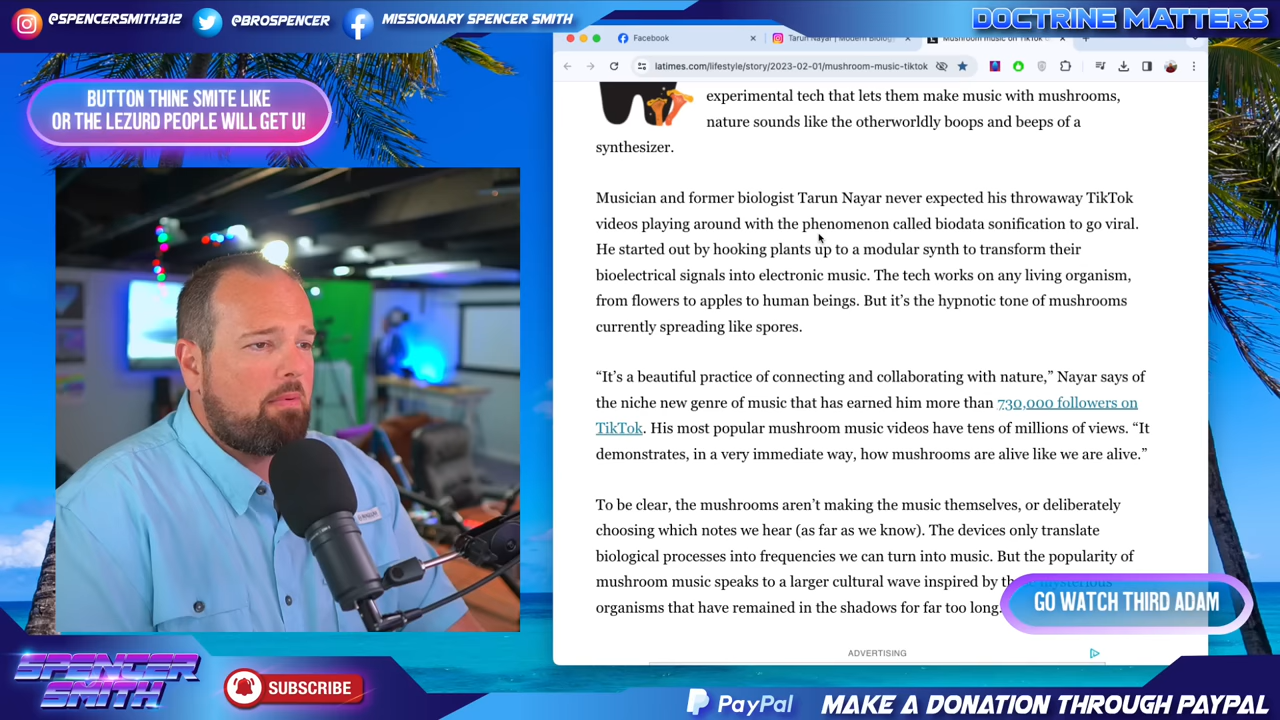 @SPENCERSMITH312
@BROSPENCER
MISSIONARY SPENCER SMITH
DOCTRINE MATTERS
BUTTON THINE SMITE LIKE
OR THE LEZURD PEOPLE WILL GET U!
Facebook
Tarun Nayar | Modern Biolog
Mushroom music on TikTok
latimes.com/lifestyle/story/2023-02-01/mushroom-music-tiktok
experimental tech that lets them make music with mushrooms,
nature sounds like the otherworldly boops and beeps of a
synthesizer.
Musician and former biologist Tarun Nayar never expected his throwaway TikTok
videos playing around with the phenomenon called biodata sonification to go viral.
He started out by hooking plants up to a modular synth to transform their
bioelectrical signals into electronic music. The tech works on any living organism,
from flowers to apples to human beings. But it’s the hypnotic tone of mushrooms
currently spreading like spores.
“It’s a beautiful practice of connecting and collaborating with nature,” Nayar says of
the niche new genre of music that has earned him more than 730,000 followers on
TikTok. His most popular mushroom music videos have tens of millions of views. “It
demonstrates, in a very immediate way, how mushrooms are alive like we are alive.”
To be clear, the mushrooms aren’t making the music themselves, or deliberately
choosing which notes we hear (as far as we know). The devices only translate
biological processes into frequencies we can turn into music. But the popularity of
mushroom music speaks to a larger cultural wave inspired by these mysterious
organisms that have remained in the shadows for far too long.
GO WATCH THIRD ADAM
ADVERTISING
SPENCER
SMITH
SUBSCRIBE
PayPal
MAKE A DONATION THROUGH PAYPAL